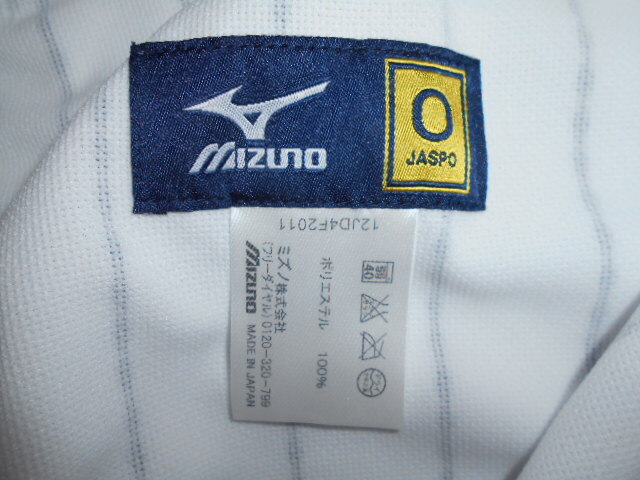 MIZUNO
O
JASPO
12JD4F2011
ポリエステル 100%
ミズノ株式会社
(フリーダイヤル)0120-320-799
MIZUNO MADE IN JAPAN
40